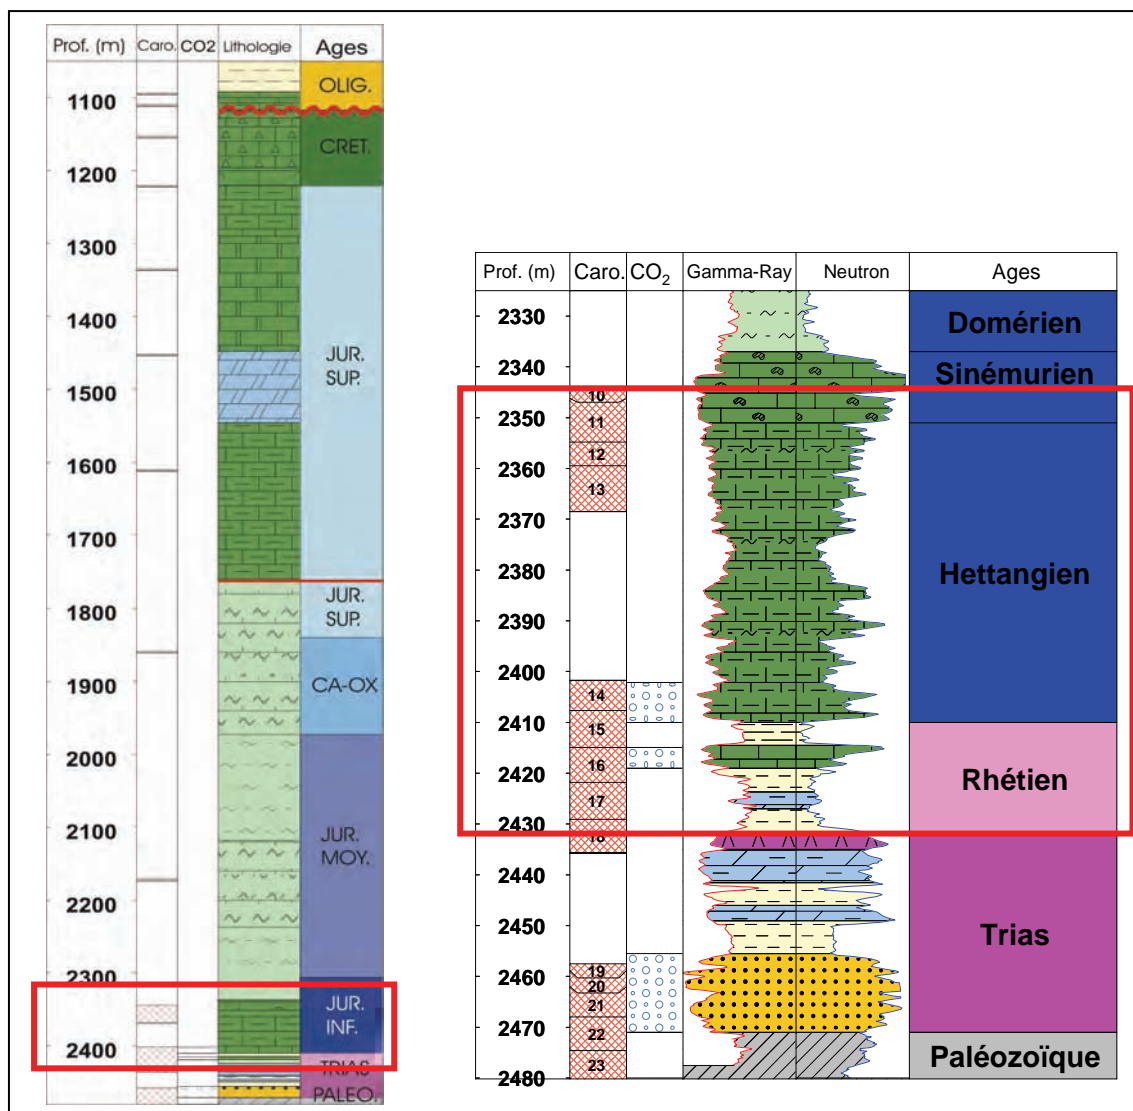 Prof. (m) Caro. CO2 Lithologie Ages
OLIG.
1100
CRET.
1200
1300
1400
JUR.
SUP.
1500
1600
1700
JUR.
SUP.
1800
CA-OX
1900
2000
2100
JUR.
MOY.
2200
2300
JUR.
INF.
2400
TRIAS
PALEO.
Prof. (m) Caro. CO2 Gamma-Ray Neutron Ages
2330
Domérien
2340
Sinémurien
10
2350
11
12
2360
13
2370
2380
Hettangien
2390
2400
14
2410
15
16
2420
Rhétien
17
2430
18
2440
2450
Trias
19
2460
20
21
2470
22
Paléozoïque
23
2480